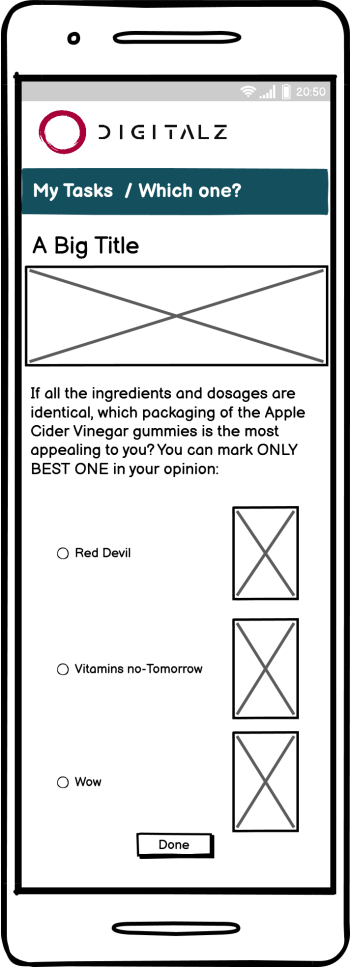 20:50
DIGITALZ
My Tasks / Which one?
A Big Title
If all the ingredients and dosages are
identical, which packaging of the Apple
Cider Vinegar gummies is the most
appealing to you? You can mark ONLY
BEST ONE in your opinion:
Red Devil
Vitamins no-Tomorrow
Wow
Done